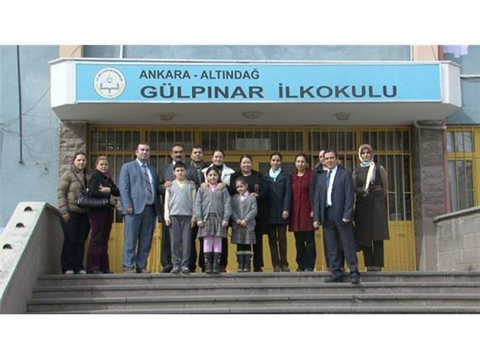 ANKARA - ALTINDAĞ
GÜLPINAR İLKOKULU